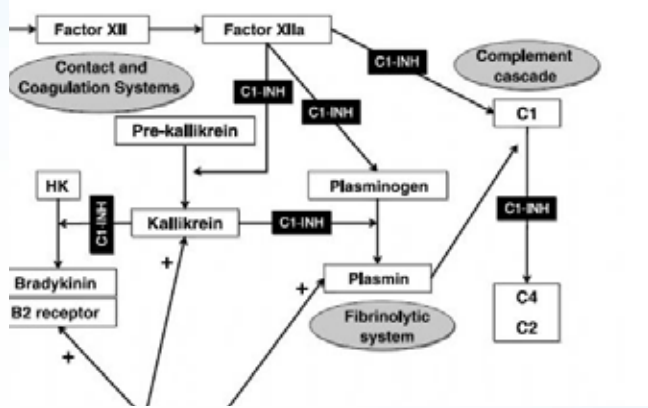 Factor XII
Factor XIIa
C1-INH
Complement
cascade
Contact and
Coagulation Systems
C1-INH
C1-INH
C1
Pre-kallikrein
HK
Plasminogen
C1-INH
C1-INH
Kallikrein
C1-INH
+
Bradykinin
B2 receptor
+
Plasmin
+
Fibrinolytic
system
C4
C2